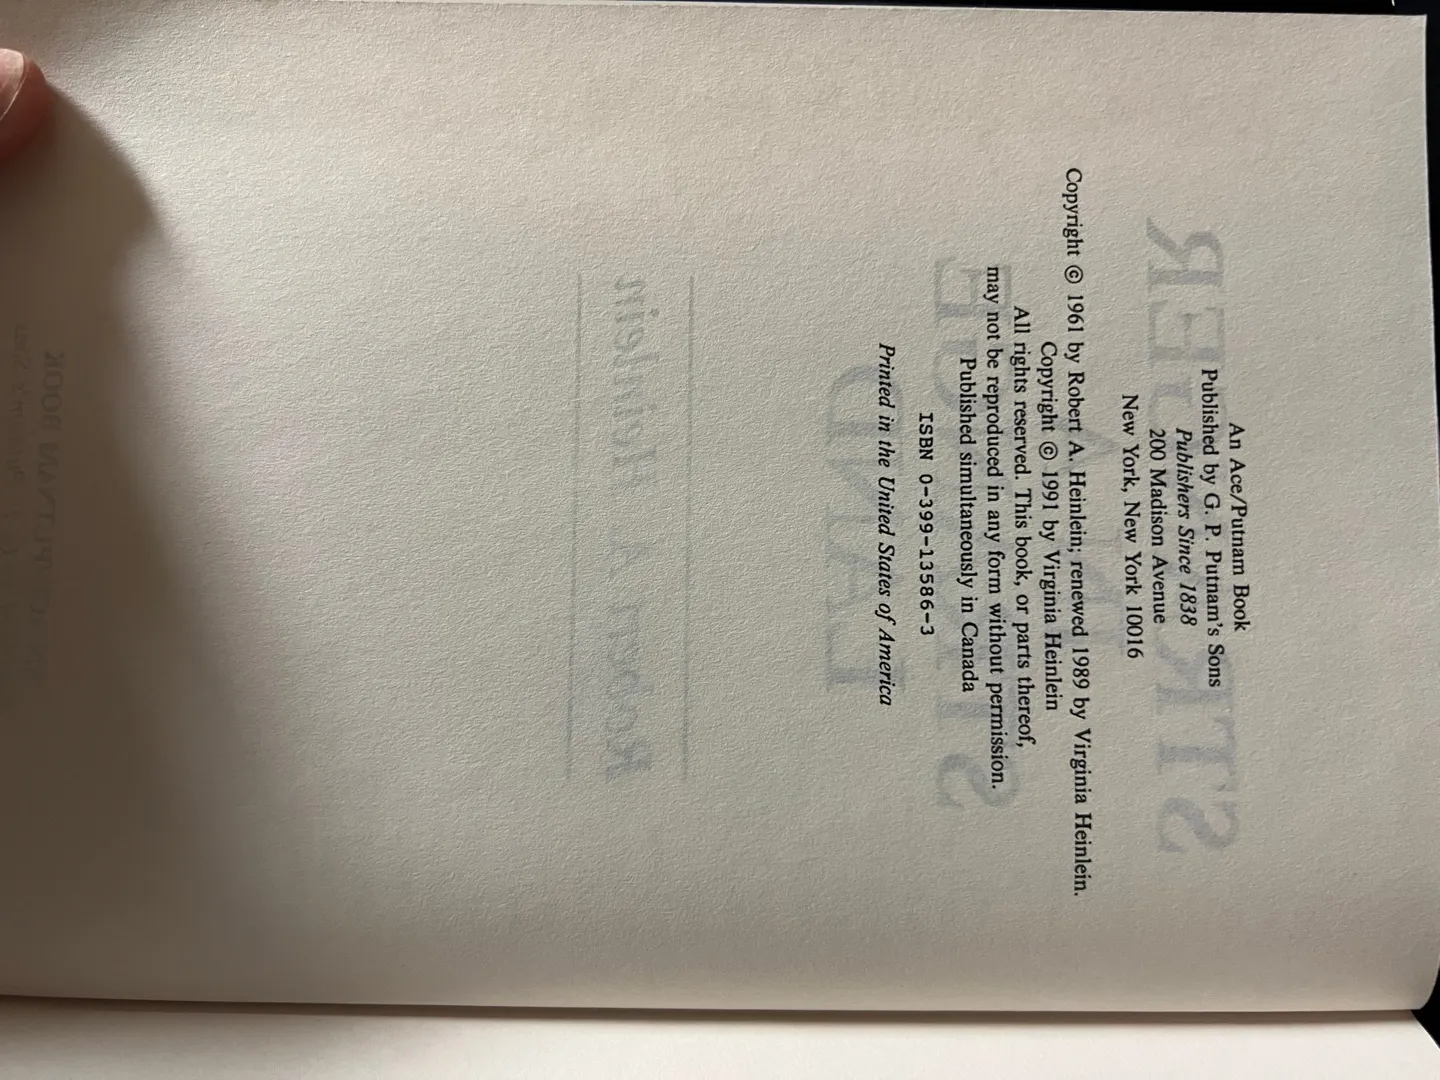 An Ace/Putnam Book
Published by G. P. Putnam's Sons
Publishers Since 1838
200 Madison Avenue
New York, New York 10016
Copyright © 1961 by Robert A. Heinlein; renewed 1989 by Virginia Heinlein.
Copyright © 1991 by Virginia Heinlein
All rights reserved. This book, or parts thereof,
may not be reproduced in any form without permission.
Published simultaneously in Canada
ISBN 0-399-13586-3
Printed in the United States of America